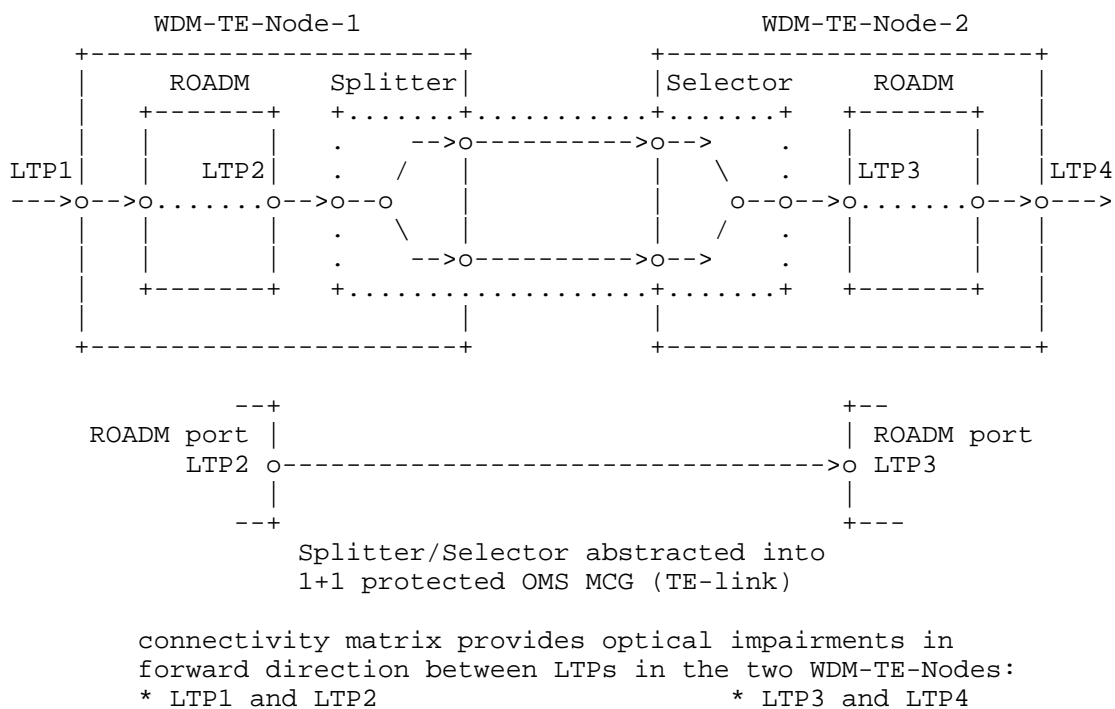 WDM-TE-Node-1 WDM-TE-Node-2
ROADM Splitter Selector ROADM
LTP1 LTP2 LTP3 LTP4
ROADM port ROADM port
LTP2 LTP3
Splitter/Selector abstracted into
1+1 protected OMS MCG (TE-link)
connectivity matrix provides optical impairments in
forward direction between LTPs in the two WDM-TE-Nodes:
* LTP1 and LTP2 * LTP3 and LTP4